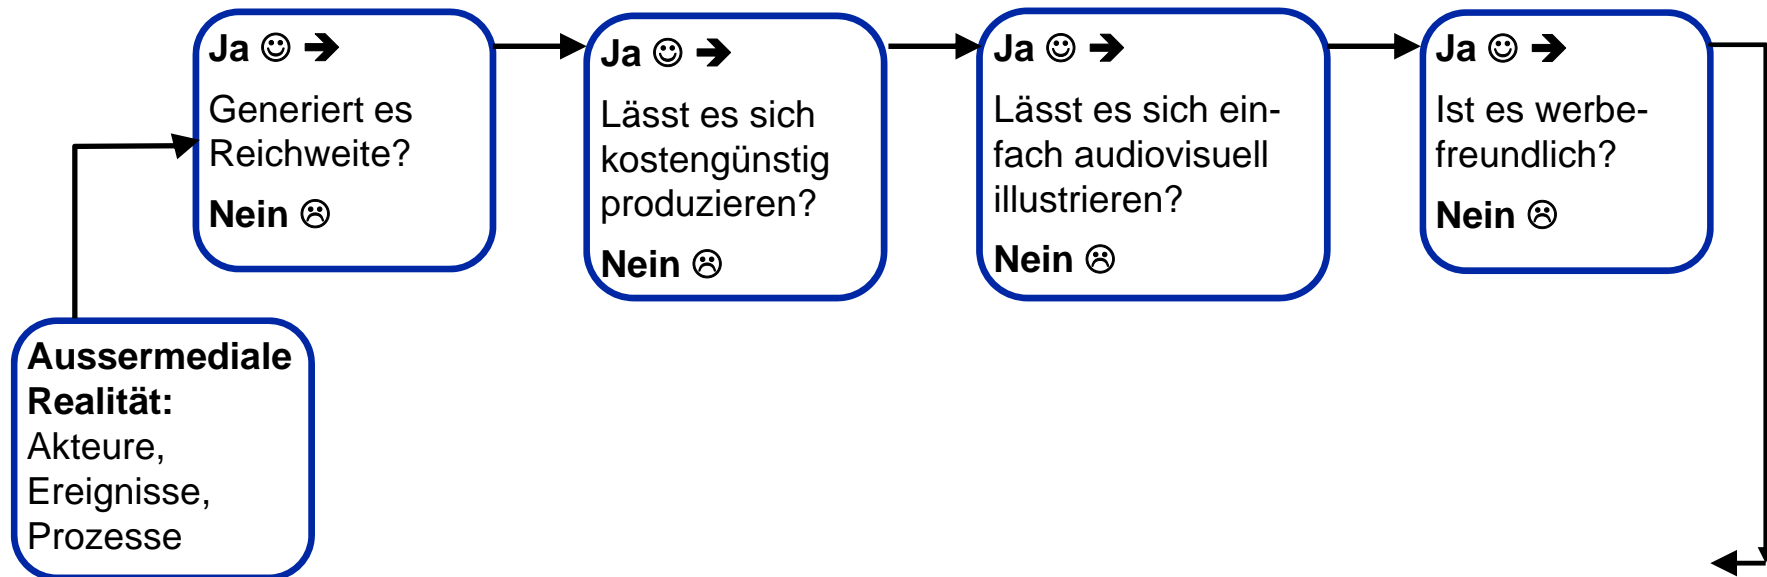 Ja ☺ ➔
Generiert es
Reichweite?
Nein ☹
Ja ☺ ➔
Lässt es sich
kostengünstig
produzieren?
Nein ☹
Ja ☺ ➔
Lässt es sich ein-
fach audiovisuell
illustrieren?
Nein ☹
Ja ☺ ➔
Ist es werbe-
freundlich?
Nein ☹
Aussermediale
Realität:
Akteure,
Ereignisse,
Prozesse